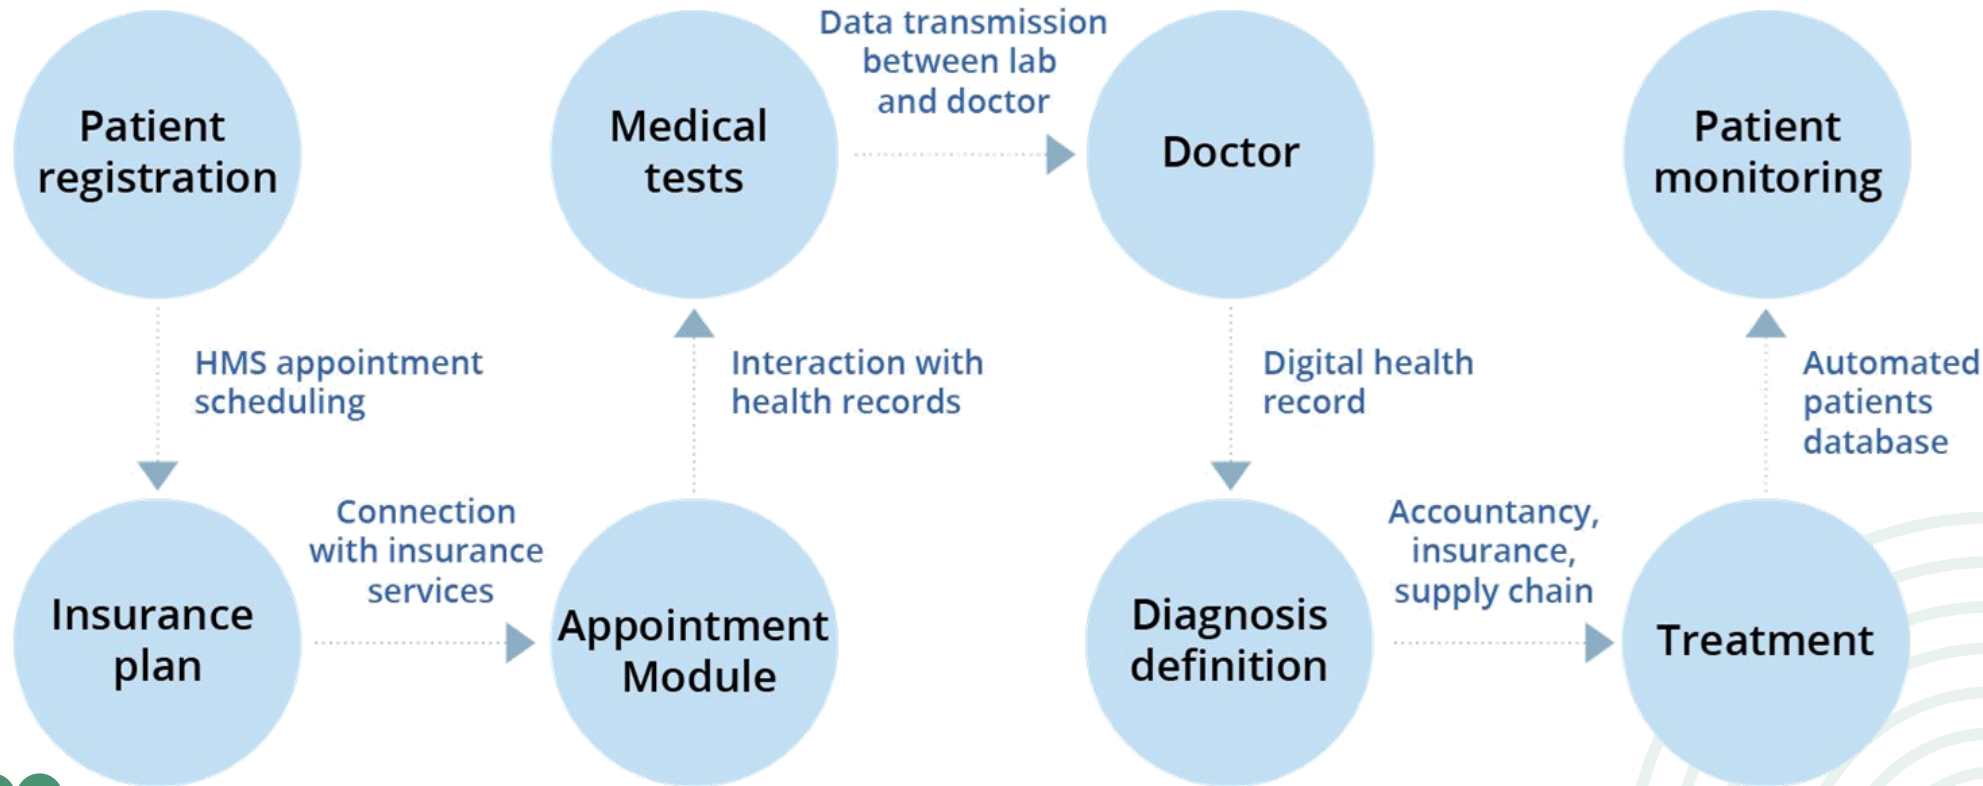 Patient
registration
HMS appointment
scheduling
Insurance
plan
Connection
with insurance
services
Appointment
Module
Interaction with
health records
Medical
tests
Data transmission
between lab
and doctor
Doctor
Digital health
record
Diagnosis
definition
Accountancy,
insurance,
supply chain
Treatment
Automated
patients
database
Patient
monitoring